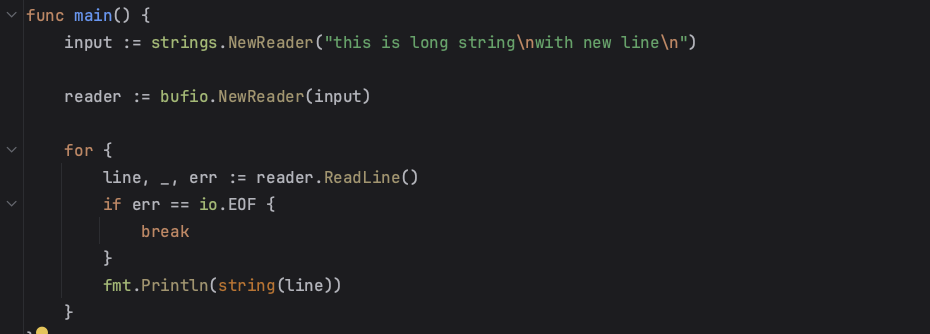 func main() {
    input := strings.NewReader("this is long string\nwith new line\n")
    reader := bufio.NewReader(input)
    for {
        line, _, err := reader.ReadLine()
        if err == io.EOF {
            break
        }
        fmt.Println(string(line))
    }
}